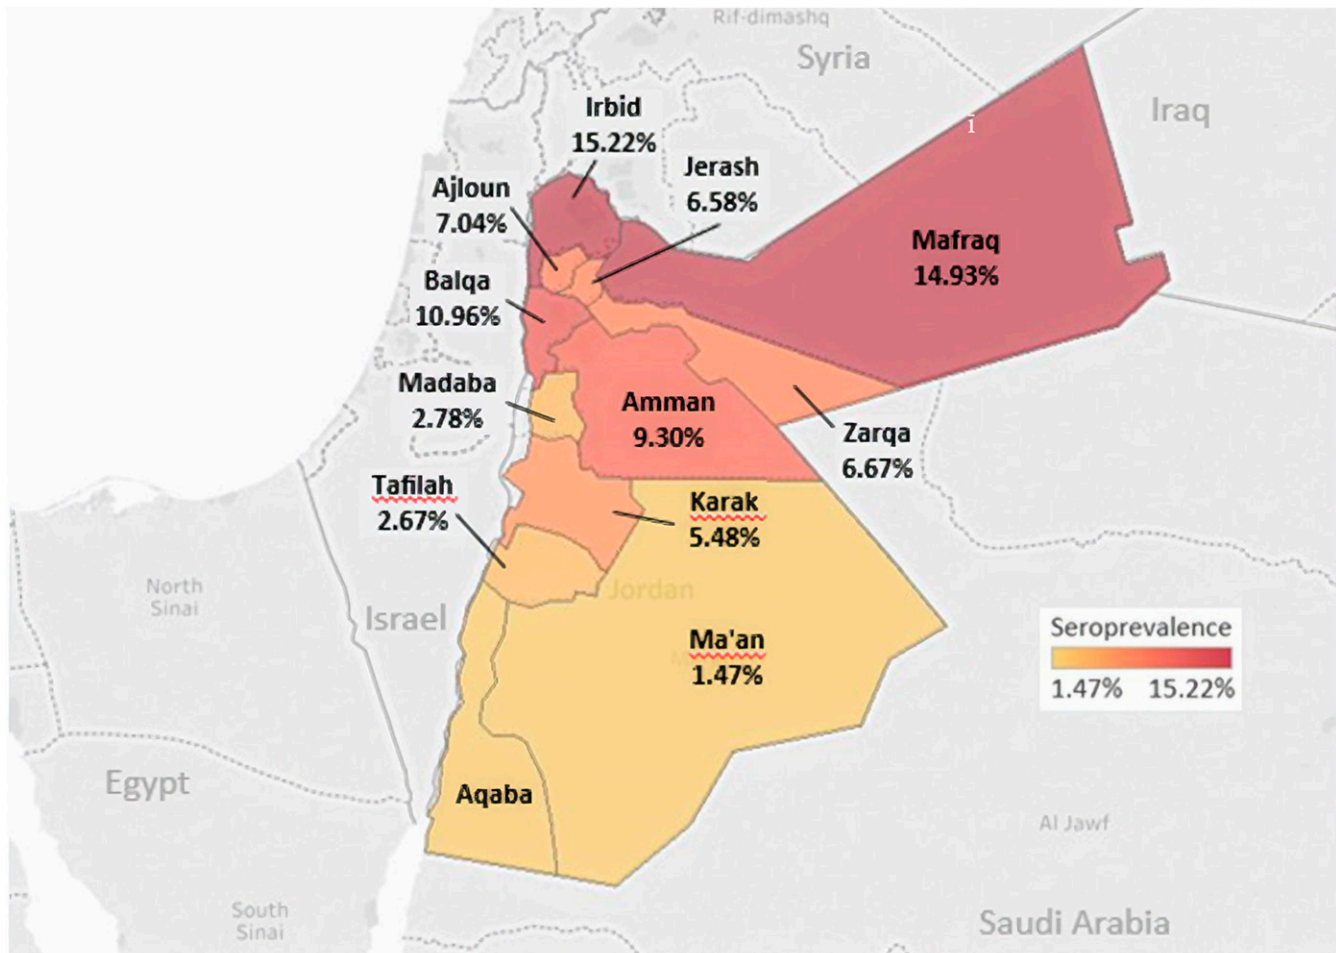 Rif-dimashq
Syria
Iraq
Irbid
15.22%
Jerash
6.58%
Ajloun
7.04%
ī
Mafraq
14.93%
Balqa
10.96%
Madaba
2.78%
Amman
9.30%
Zarqa
6.67%
Tafilah
2.67%
Karak
5.48%
North
Sinai
Jordan
Israel
Ma'an
1.47%
Seroprevalence
1.47% 15.22%
Egypt
Aqaba
Al Jawf
South
Sinai
Saudi Arabia